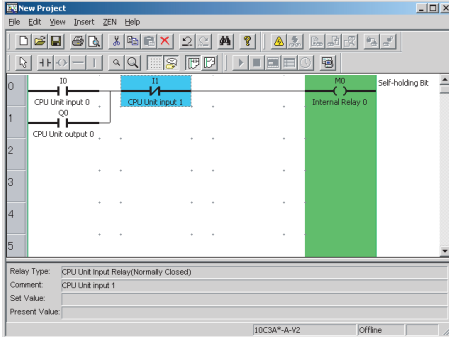 New Project
File Edit View Insert ZEN Help
0 I0 I1 M0 Self-holding Bit
CPU Unit input 0 CPU Unit input 1 Internal Relay 0
1 Q0
CPU Unit output 0
2
3
4
5
Relay Type: CPU Unit Input Relay(Normally Closed)
Comment: CPU Unit input 1
Set Value:
Present Value:
10C3A*-A-V2 Offline